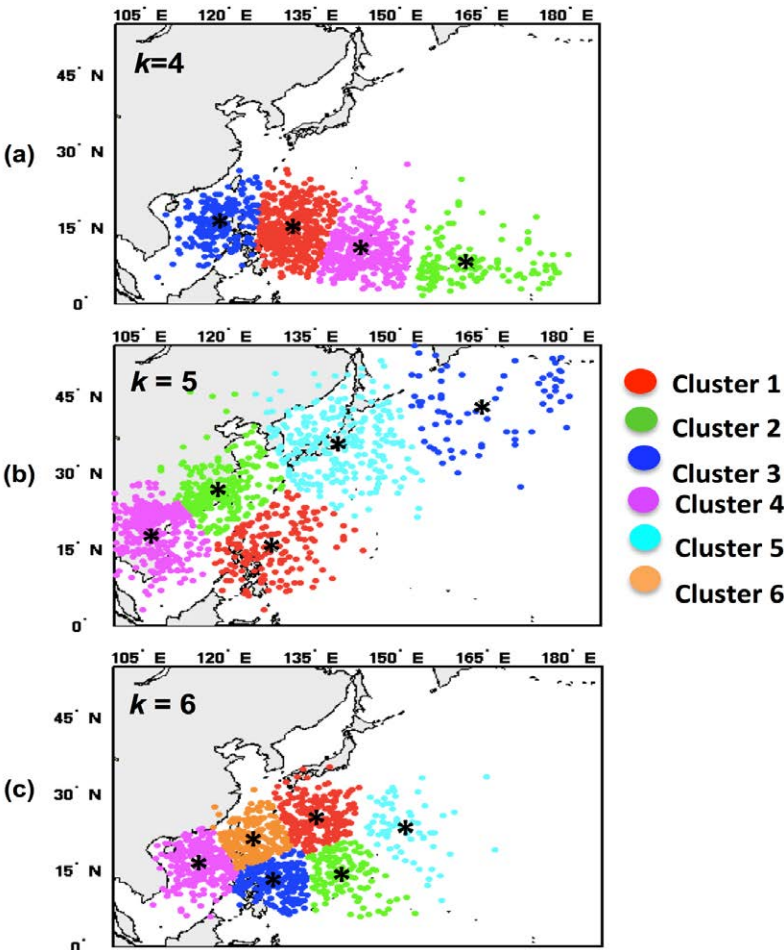 105° E 120° E 135° E 150° E 165° E 180° E
k=4
45° N
30° N
(a)
15° N
0°
105° E 120° E 135° E 150° E 165° E 180° E
k = 5
45° N
30° N
(b)
15° N
0°
Cluster 1
Cluster 2
Cluster 3
Cluster 4
Cluster 5
Cluster 6
105° E 120° E 135° E 150° E 165° E 180° E
k = 6
45° N
30° N
(c)
15° N
0°